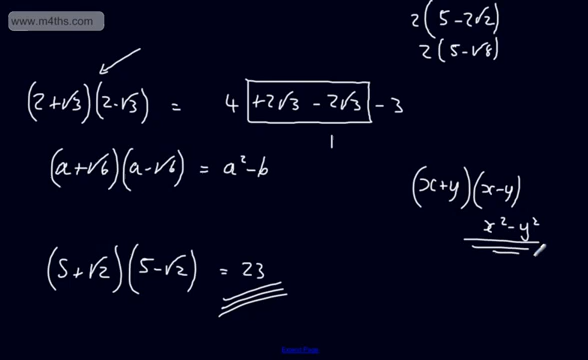 www.m4ths.com
2(5-2√2)
2(5-√8)
(2+√3)(2-√3) = 4 +2√3 - 2√3 - 3
1
(a+√b)(a-√b) = a²-b
(x+y)(x-y)
x²-y²
(5+√2)(5-√2) = 23